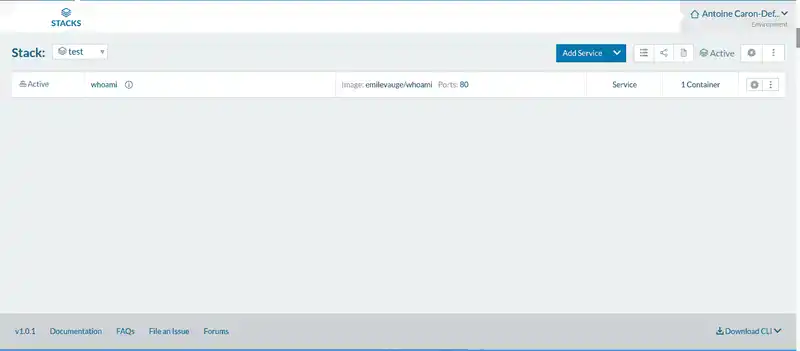 STACKS
Antoine Caron-Def...
Environment
Stack: test
Add Service
Active
Active whoami Image: emilevauge/whoami Ports: 80 Service 1 Container
v1.0.1 Documentation FAQs File an Issue Forums Download CLI